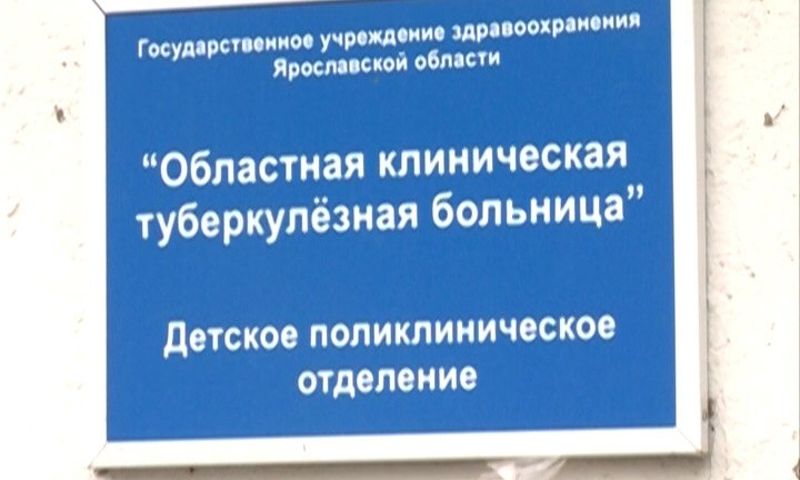 Государственное учреждение здравоохранения
Ярославской области
“Областная клиническая
туберкулёзная больница”
Детское поликлиническое
отделение